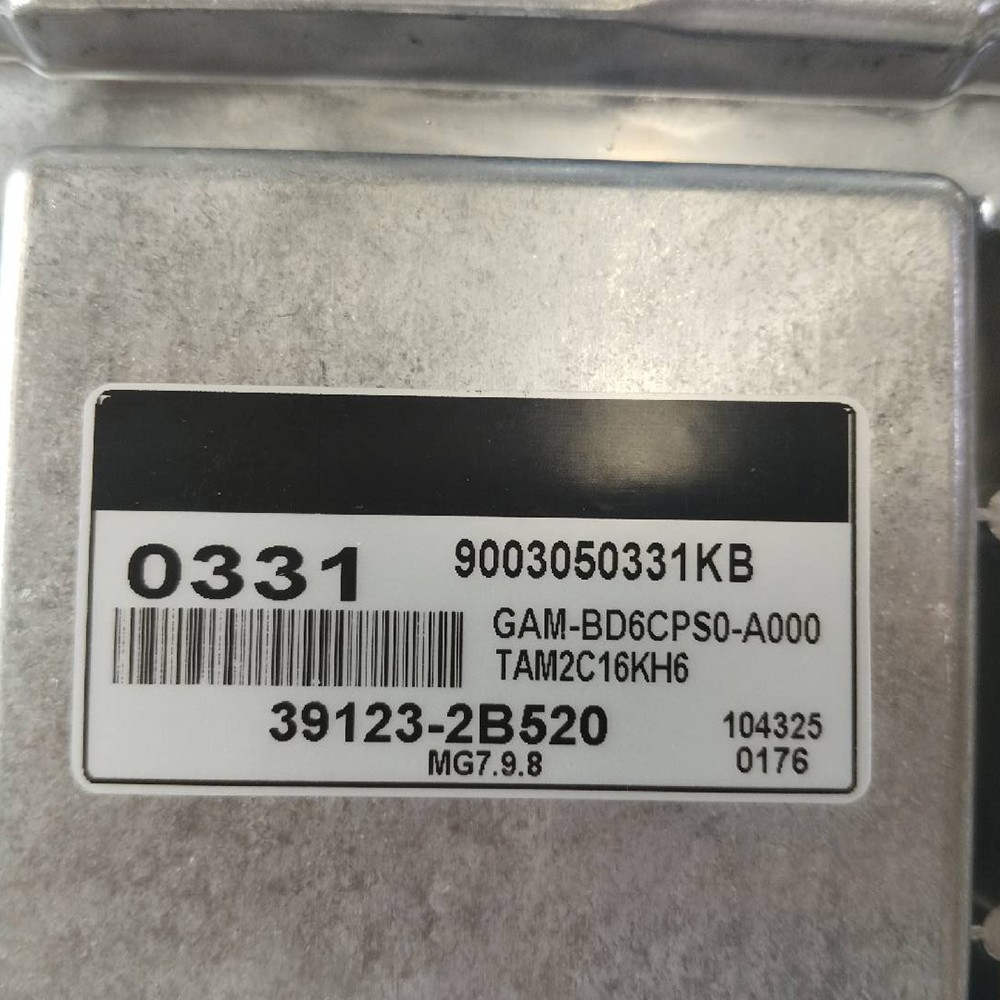 0331
9003050331KB
GAM-BD6CPS0-A000
TAM2C16KH6
39123-2B520
MG7.9.8
104325
0176